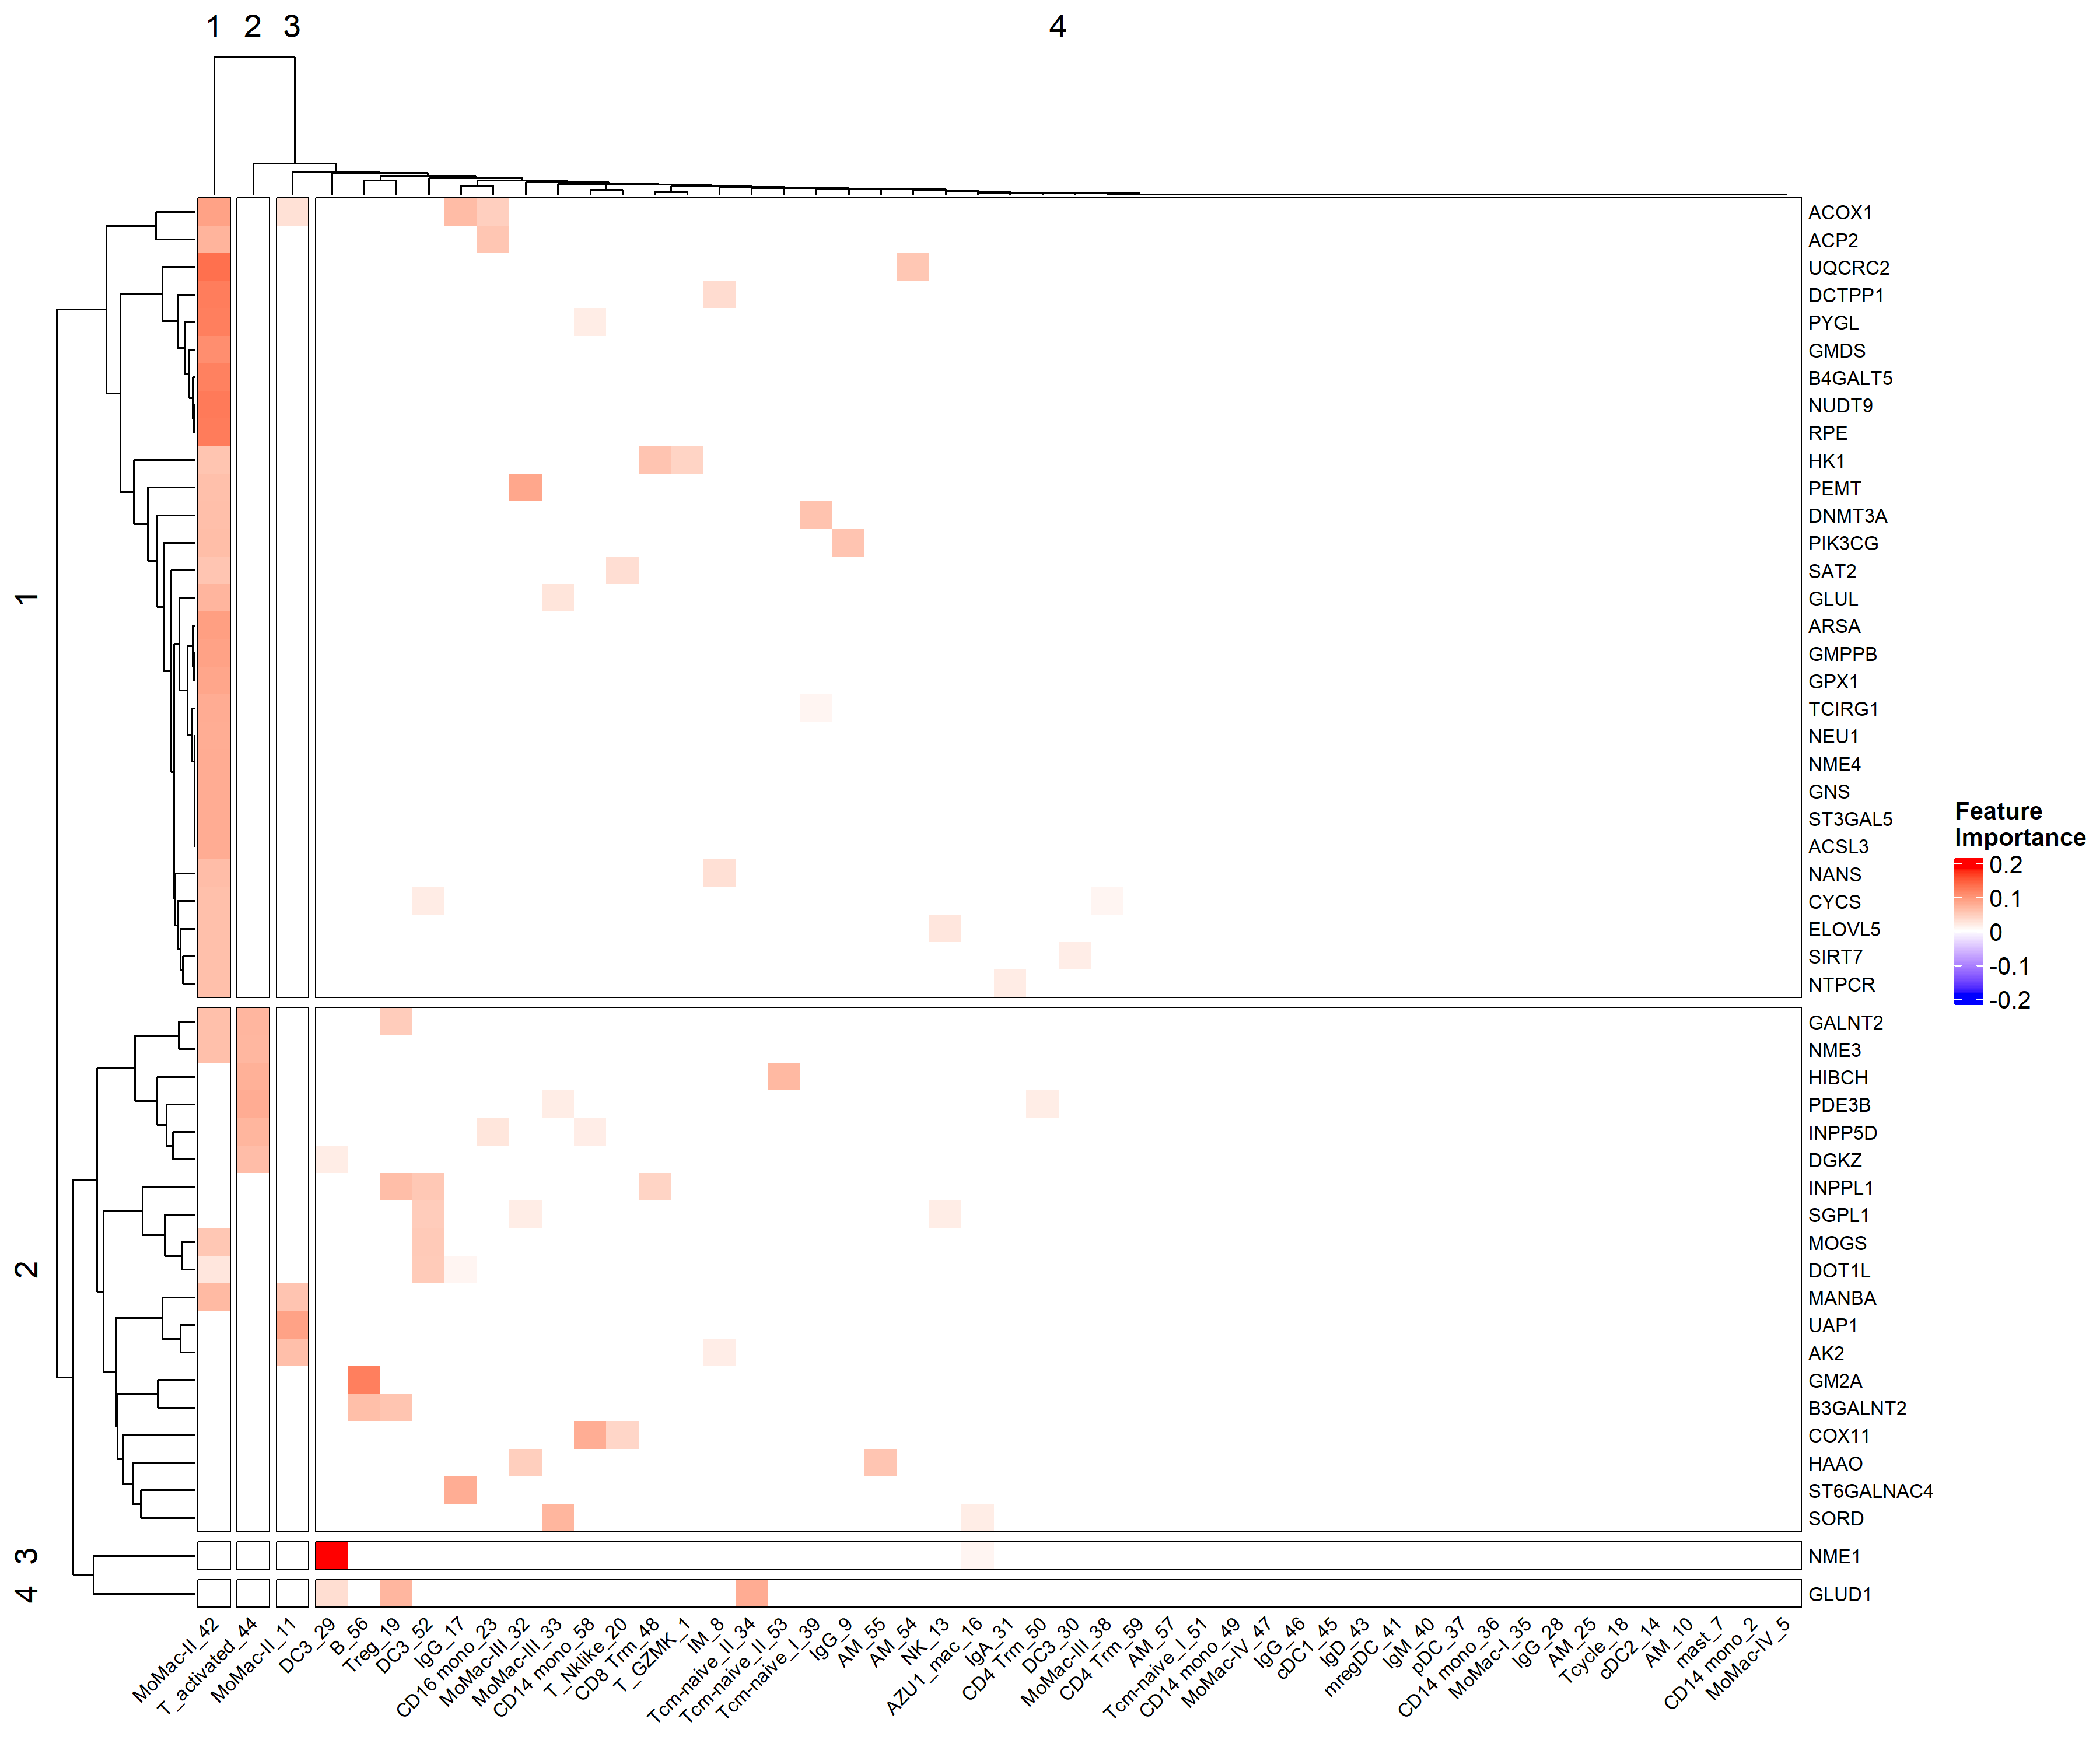 1 2 3 4
ACOX1
ACP2
UQCRC2
DCTPP1
PYGL
GMDS
B4GALT5
NUDT9
RPE
HK1
PEMT
DNMT3A
PIK3CG
SAT2
1
GLUL
ARSA
GMPPB
GPX1
TCIRG1
NEU1
NME4
GNS
ST3GAL5
ACSL3
NANS
CYCS
ELOVL5
SIRT7
NTPCR
Feature
Importance
0.2
0.1
0
-0.1
-0.2
GALNT2
NME3
HIBCH
PDE3B
INPP5D
DGKZ
INPPL1
SGPL1
MOGS
2
DOT1L
MANBA
UAP1
AK2
GM2A
B3GALNT2
COX11
HAAO
ST6GALNAC4
SORD
3
NME1
4
GLUD1
MoMac-II_42
T_activated_44
MoMac-II_11
DC3_29
B_56
Treg_19
DC3_52
IgG_17
CD16 mono_23
MoMac-III_32
MoMac-III_33
CD14 mono_58
T_Nklike_20
CD8 Trm_48
T_GZMK_1
IM_8
Tcm-naive_II_34
Tcm-naive_II_53
Tcm-naive_I_39
IgG_9
AM_55
AM_54
NK_13
AZU1_mac_16
IgA_31
CD4 Trm_50
DC3_30
MoMac-III_38
CD4 Trm_59
AM_57
Tcm-naive_I_51
CD14 mono_49
MoMac-IV_47
IgG_46
cDC1_45
IgD_43
mregDC_41
IgM_40
pDC_37
CD14 mono_36
MoMac-I_35
IgG_28
AM_25
Tcycle_18
cDC2_14
AM_10
mast_7
CD14 mono_2
MoMac-IV_5